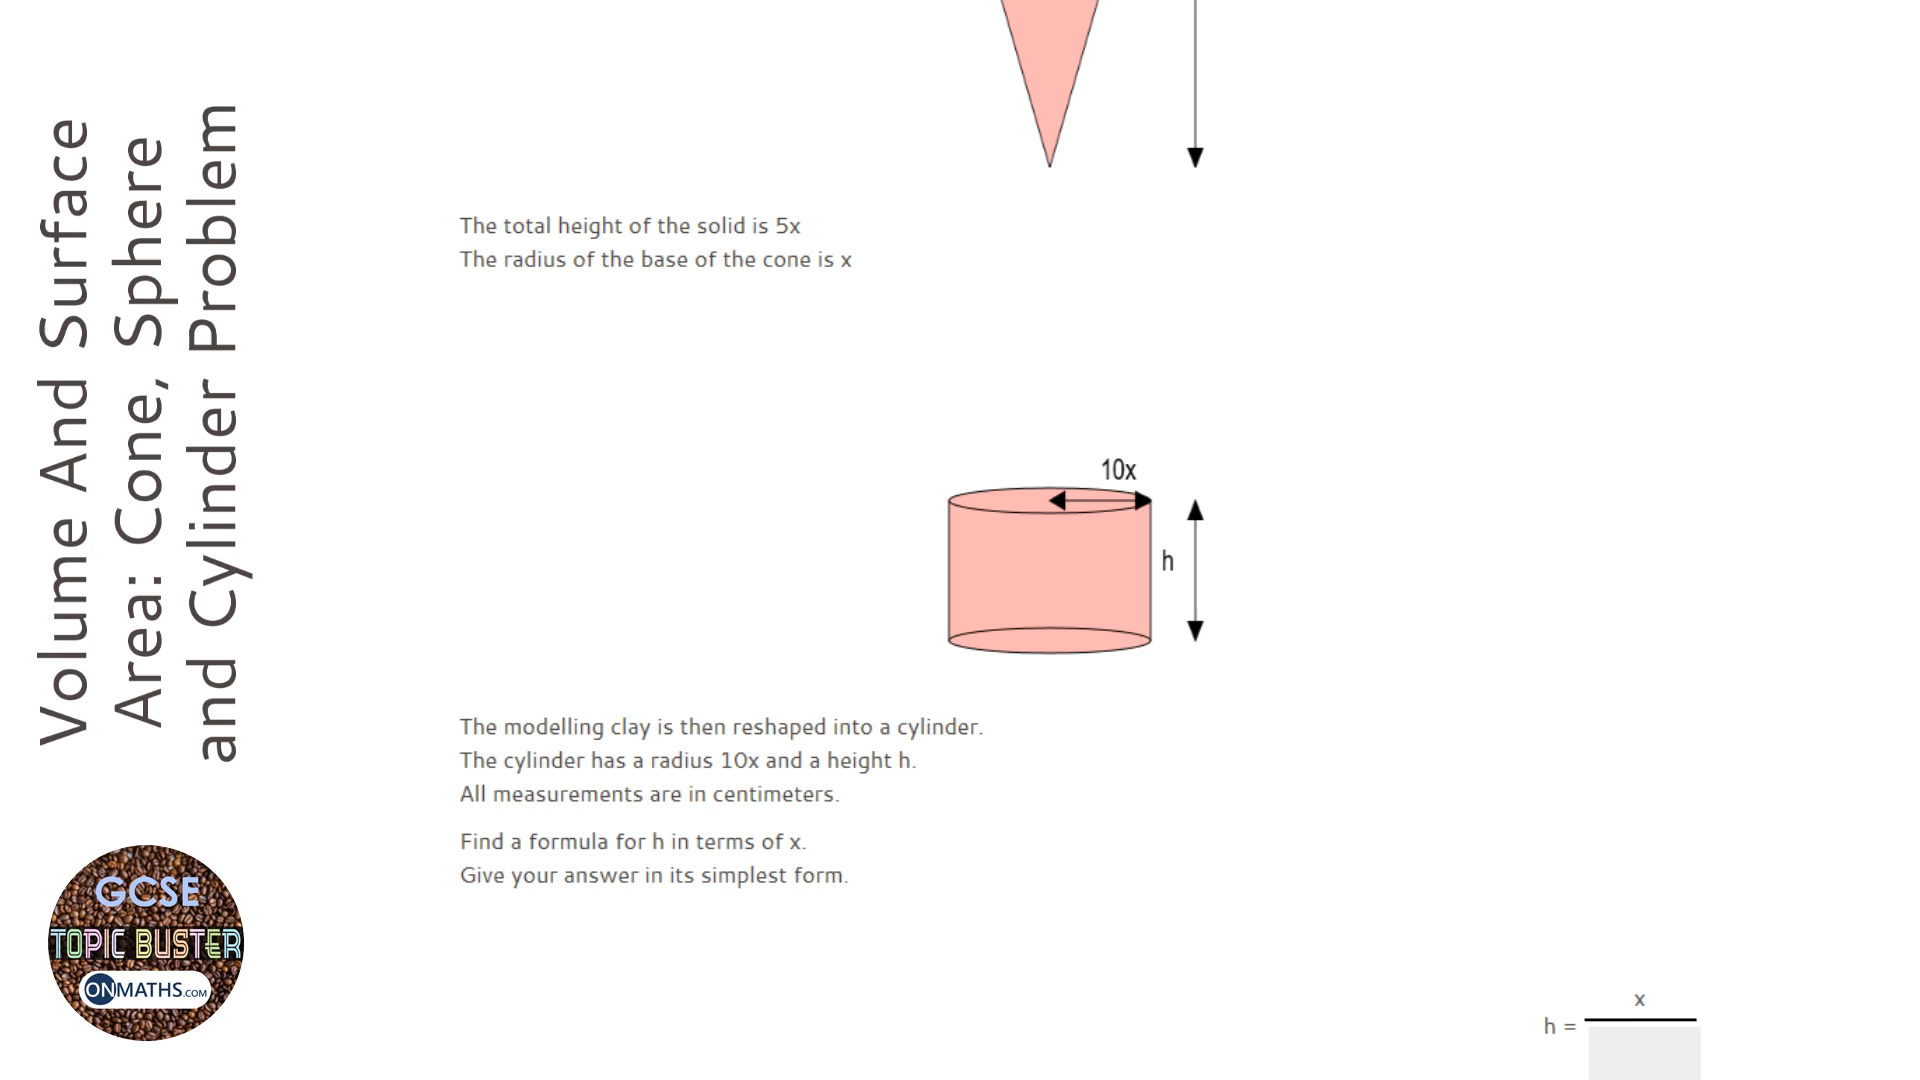 Volume And Surface
Area: Cone, Sphere
and Cylinder Problem
The total height of the solid is 5x
The radius of the base of the cone is x
10x
h
The modelling clay is then reshaped into a cylinder.
The cylinder has a radius 10x and a height h.
All measurements are in centimeters.
Find a formula for h in terms of x.
Give your answer in its simplest form.
GCSE
TOPIC BUSTER
ONMATHS.COM
x
h =